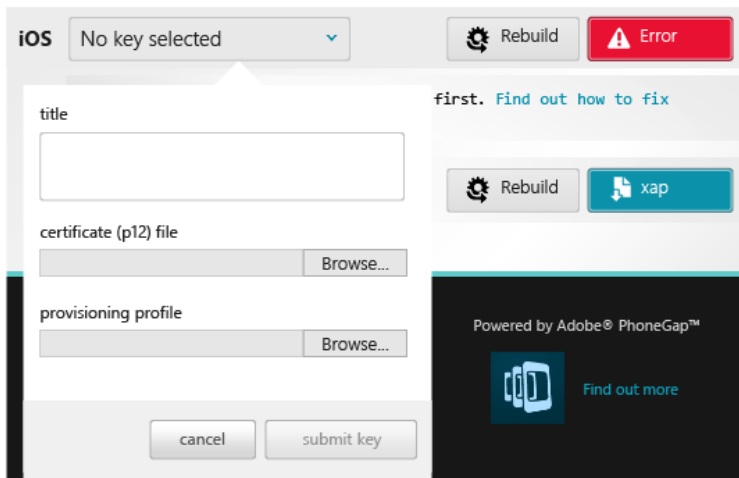 iOS No key selected Rebuild Error
first. Find out how to fix
title
Rebuild xap
certificate (p12) file
Browse...
provisioning profile
Browse...
Powered by Adobe® PhoneGap™
Find out more
cancel submit key